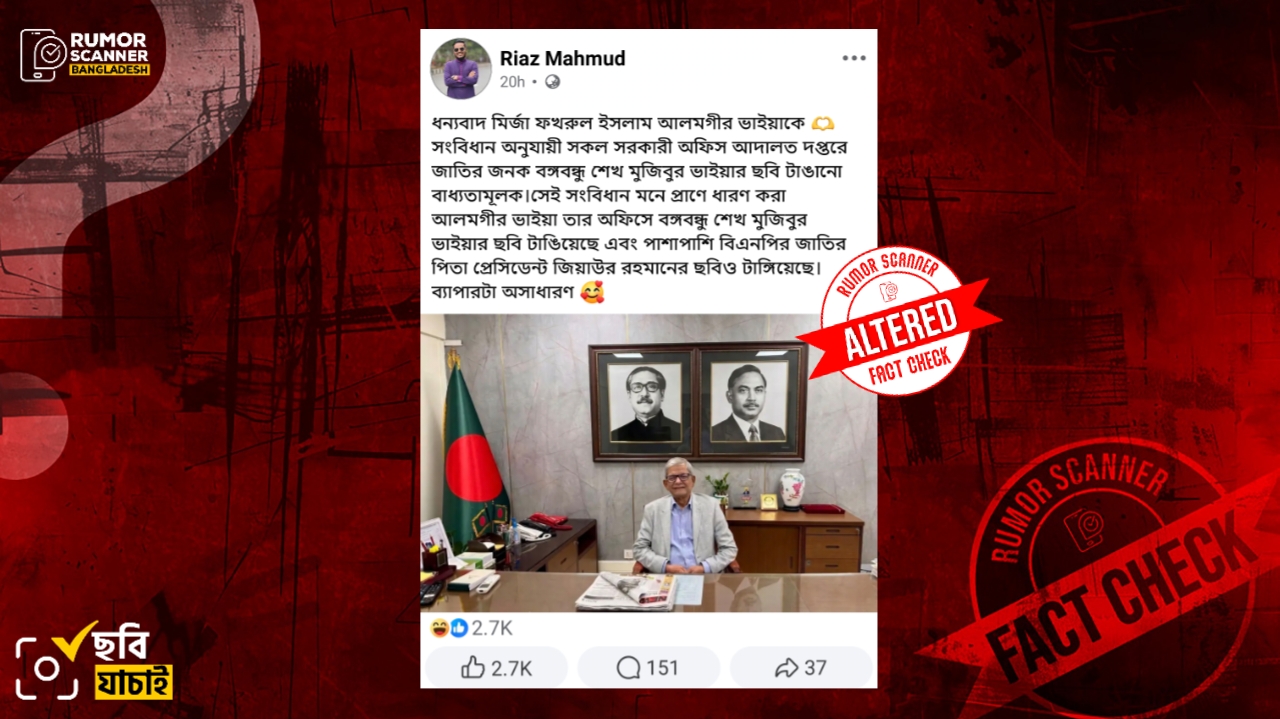 RUMOR
SCANNER
BANGLADESH
Riaz Mahmud
20h
ধন্যবাদ মির্জা ফখরুল ইসলাম আলমগীর ভাইয়াকে 🫶
সংবিধান অনুযায়ী সকল সরকারী অফিস আদালত দপ্তরে
জাতির জনক বঙ্গবন্ধু শেখ মুজিবুর ভাইয়ার ছবি টাঙানো
বাধ্যতামূলক।সেই সংবিধান মনে প্রাণে ধারণ করা
আলমগীর ভাইয়া তার অফিসে বঙ্গবন্ধু শেখ মুজিবুর
ভাইয়ার ছবি টাঙিয়েছে এবং পাশাপাশি বিএনপির জাতির
পিতা প্রেসিডেন্ট জিয়াউর রহমানের ছবিও টাঙ্গিয়েছে।
ব্যাপারটা অসাধারণ 🥰
RUMOR SCANNER
ALTERED
FACT CHECK
2.7K
2.7K
151
37
RUMOR SCANNER
FACT CHECK
ছবি
যাচাই